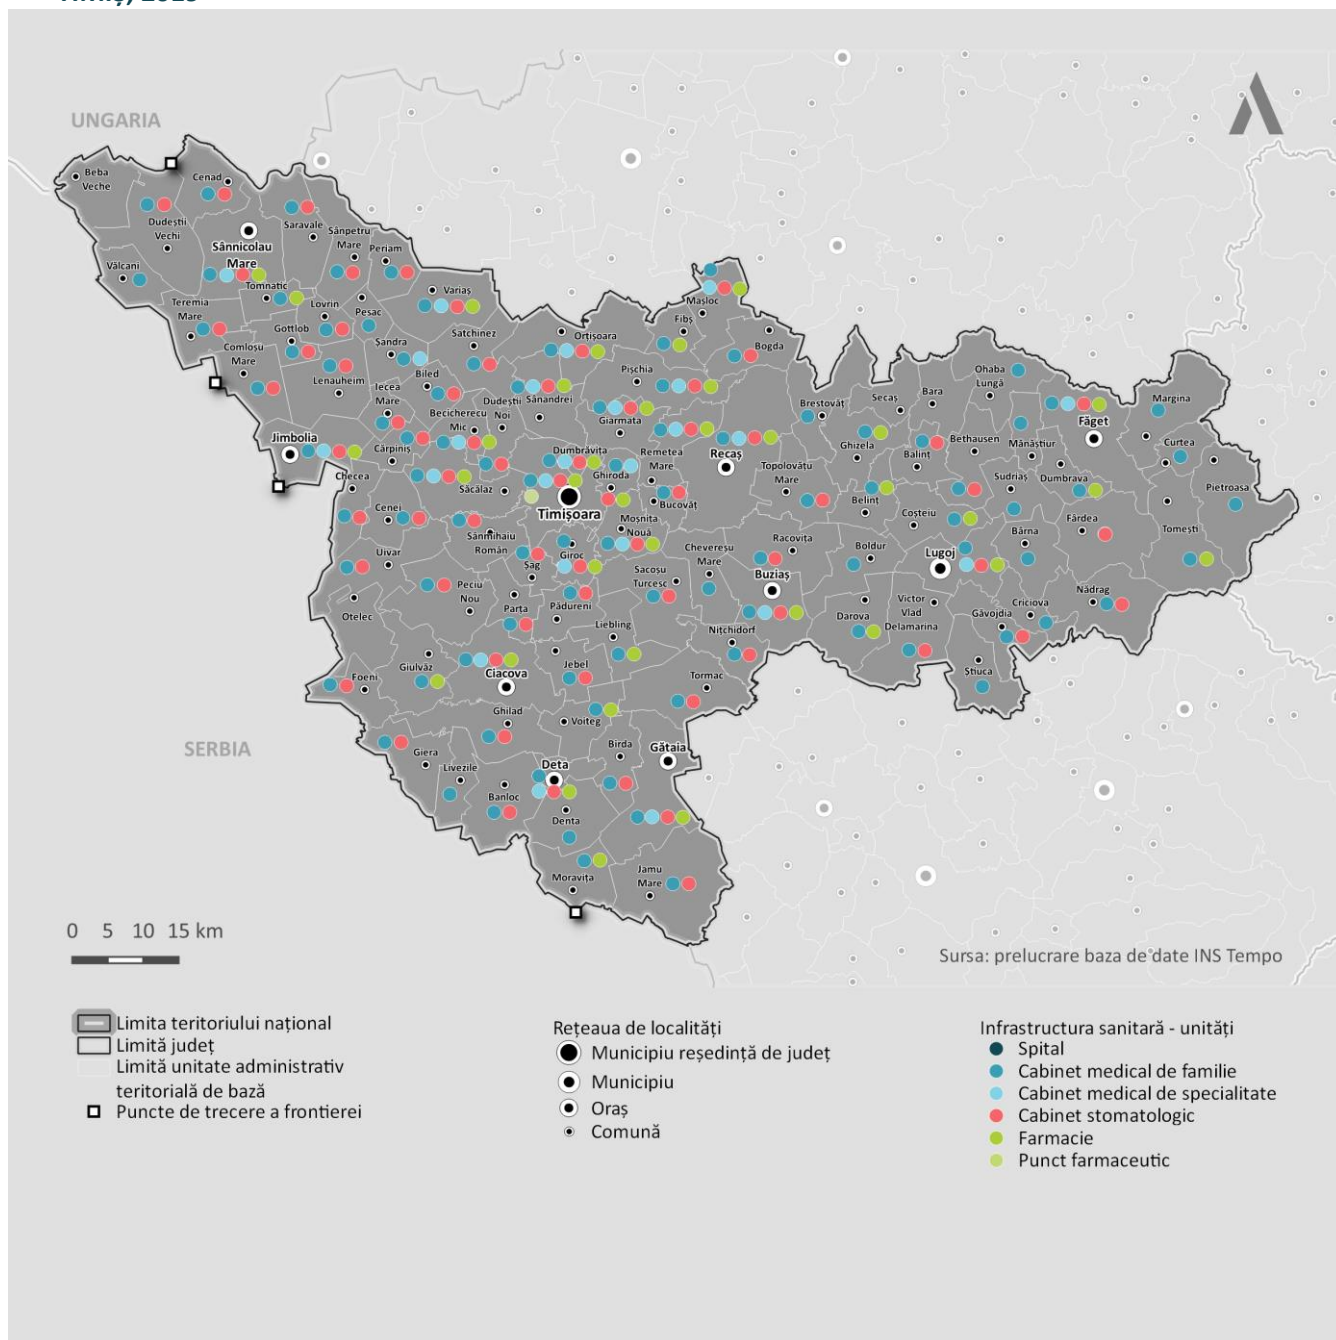 UNGARIA
Beba
Veche
Cenad
Dudeștii
Vechi
Saravale
Sânpetru
Mare
Periam
Sânnicolau
Mare
Vălcani
Tomnatic
Variaș
Teremia
Mare
Lovrin
Pesac
Gottlob
Șandra
Satchinez
Comloșu
Mare
Lenauheim
Biled
Iecea
Mare
Becicherecu
Mic
Dudeștii
Noi
Sânandrei
Orțișoara
Pișchia
Fibiș
Mașloc
Bogda
Giarmata
Brestovăț
Secaș
Bara
Ohaba
Lungă
Făget
Margina
Curtea
Jimbolia
Cărpiniș
Checea
Săcălaz
Dumbrăvița
Ghiroda
Remetea
Mare
Recaș
Topolovățu
Mare
Ghizela
Balinț
Bethausen
Mănăștiur
Dumbrava
Sudriaș
Pietroasa
Timișoara
Bucovăț
Belinț
Coșteiu
Fârdea
Tomești
Cenei
Sânmihaiu
Român
Moșnița
Nouă
Giroc
Șag
Uivar
Chevereșu
Mare
Racovița
Boldur
Lugoj
Bârna
Buziaș
Sacoșu
Turcesc
Otelec
Peciu
Nou
Parța
Pădureni
Liebling
Nițchidorf
Darova
Victor
Vlad
Delamarina
Găvojdia
Criciova
Nădrag
Știuca
Foeni
Giulvăz
Ciacova
Jebel
Tormac
Ghilad
Voiteg
Birda
Gătaia
SERBIA
Giera
Livezile
Banloc
Deta
Denta
Moravița
Jamu
Mare
0 5 10 15 km
Sursa: prelucrare baza de date INS Tempo
Limita teritoriului național
Limită județ
Limită unitate administrativ
teritorială de bază
Puncte de trecere a frontierei
Rețeaua de localități
Municipiu reședință de județ
Municipiu
Oraș
Comună
Infrastructura sanitară - unități
Spital
Cabinet medical de familie
Cabinet medical de specialitate
Cabinet stomatologic
Farmacie
Punct farmaceutic